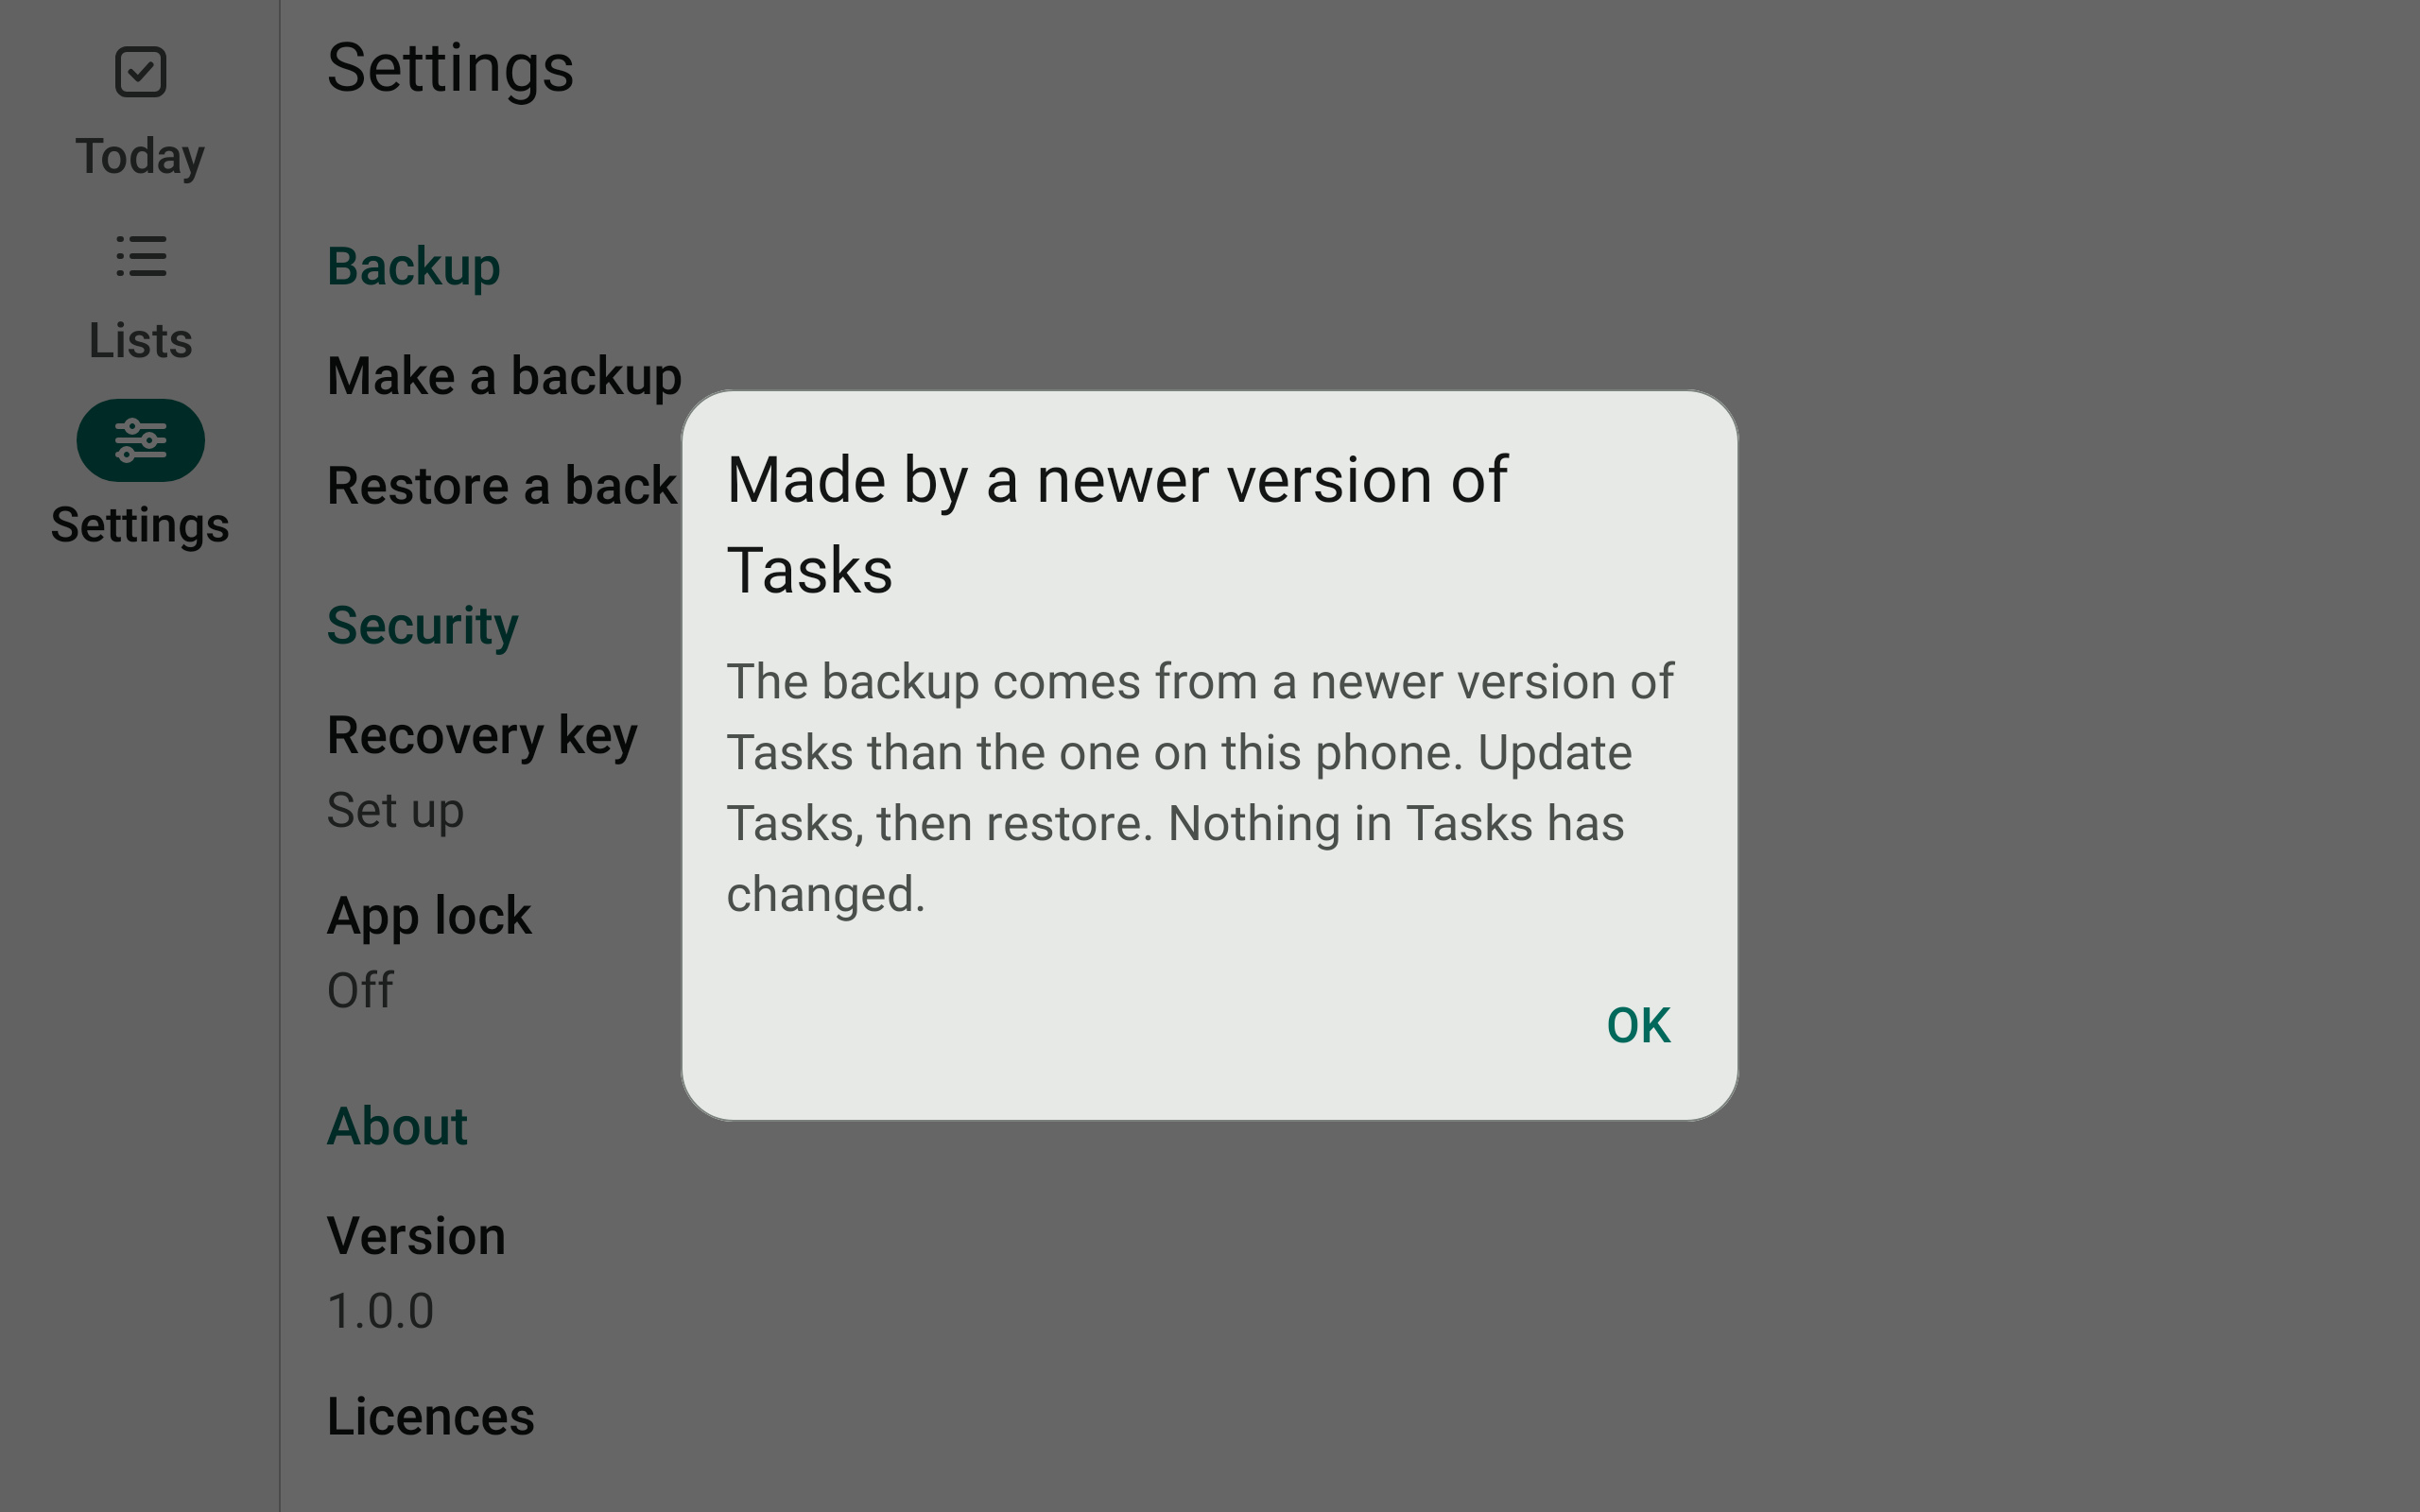 Today
Lists
Settings
Settings
Backup
Make a backup
Restore a back
Security
Recovery key
Set up
App lock
Off
About
Version
1.0.0
Licences
Made by a newer version of
Tasks
The backup comes from a newer version of
Tasks than the one on this phone. Update
Tasks, then restore. Nothing in Tasks has
changed.
OK